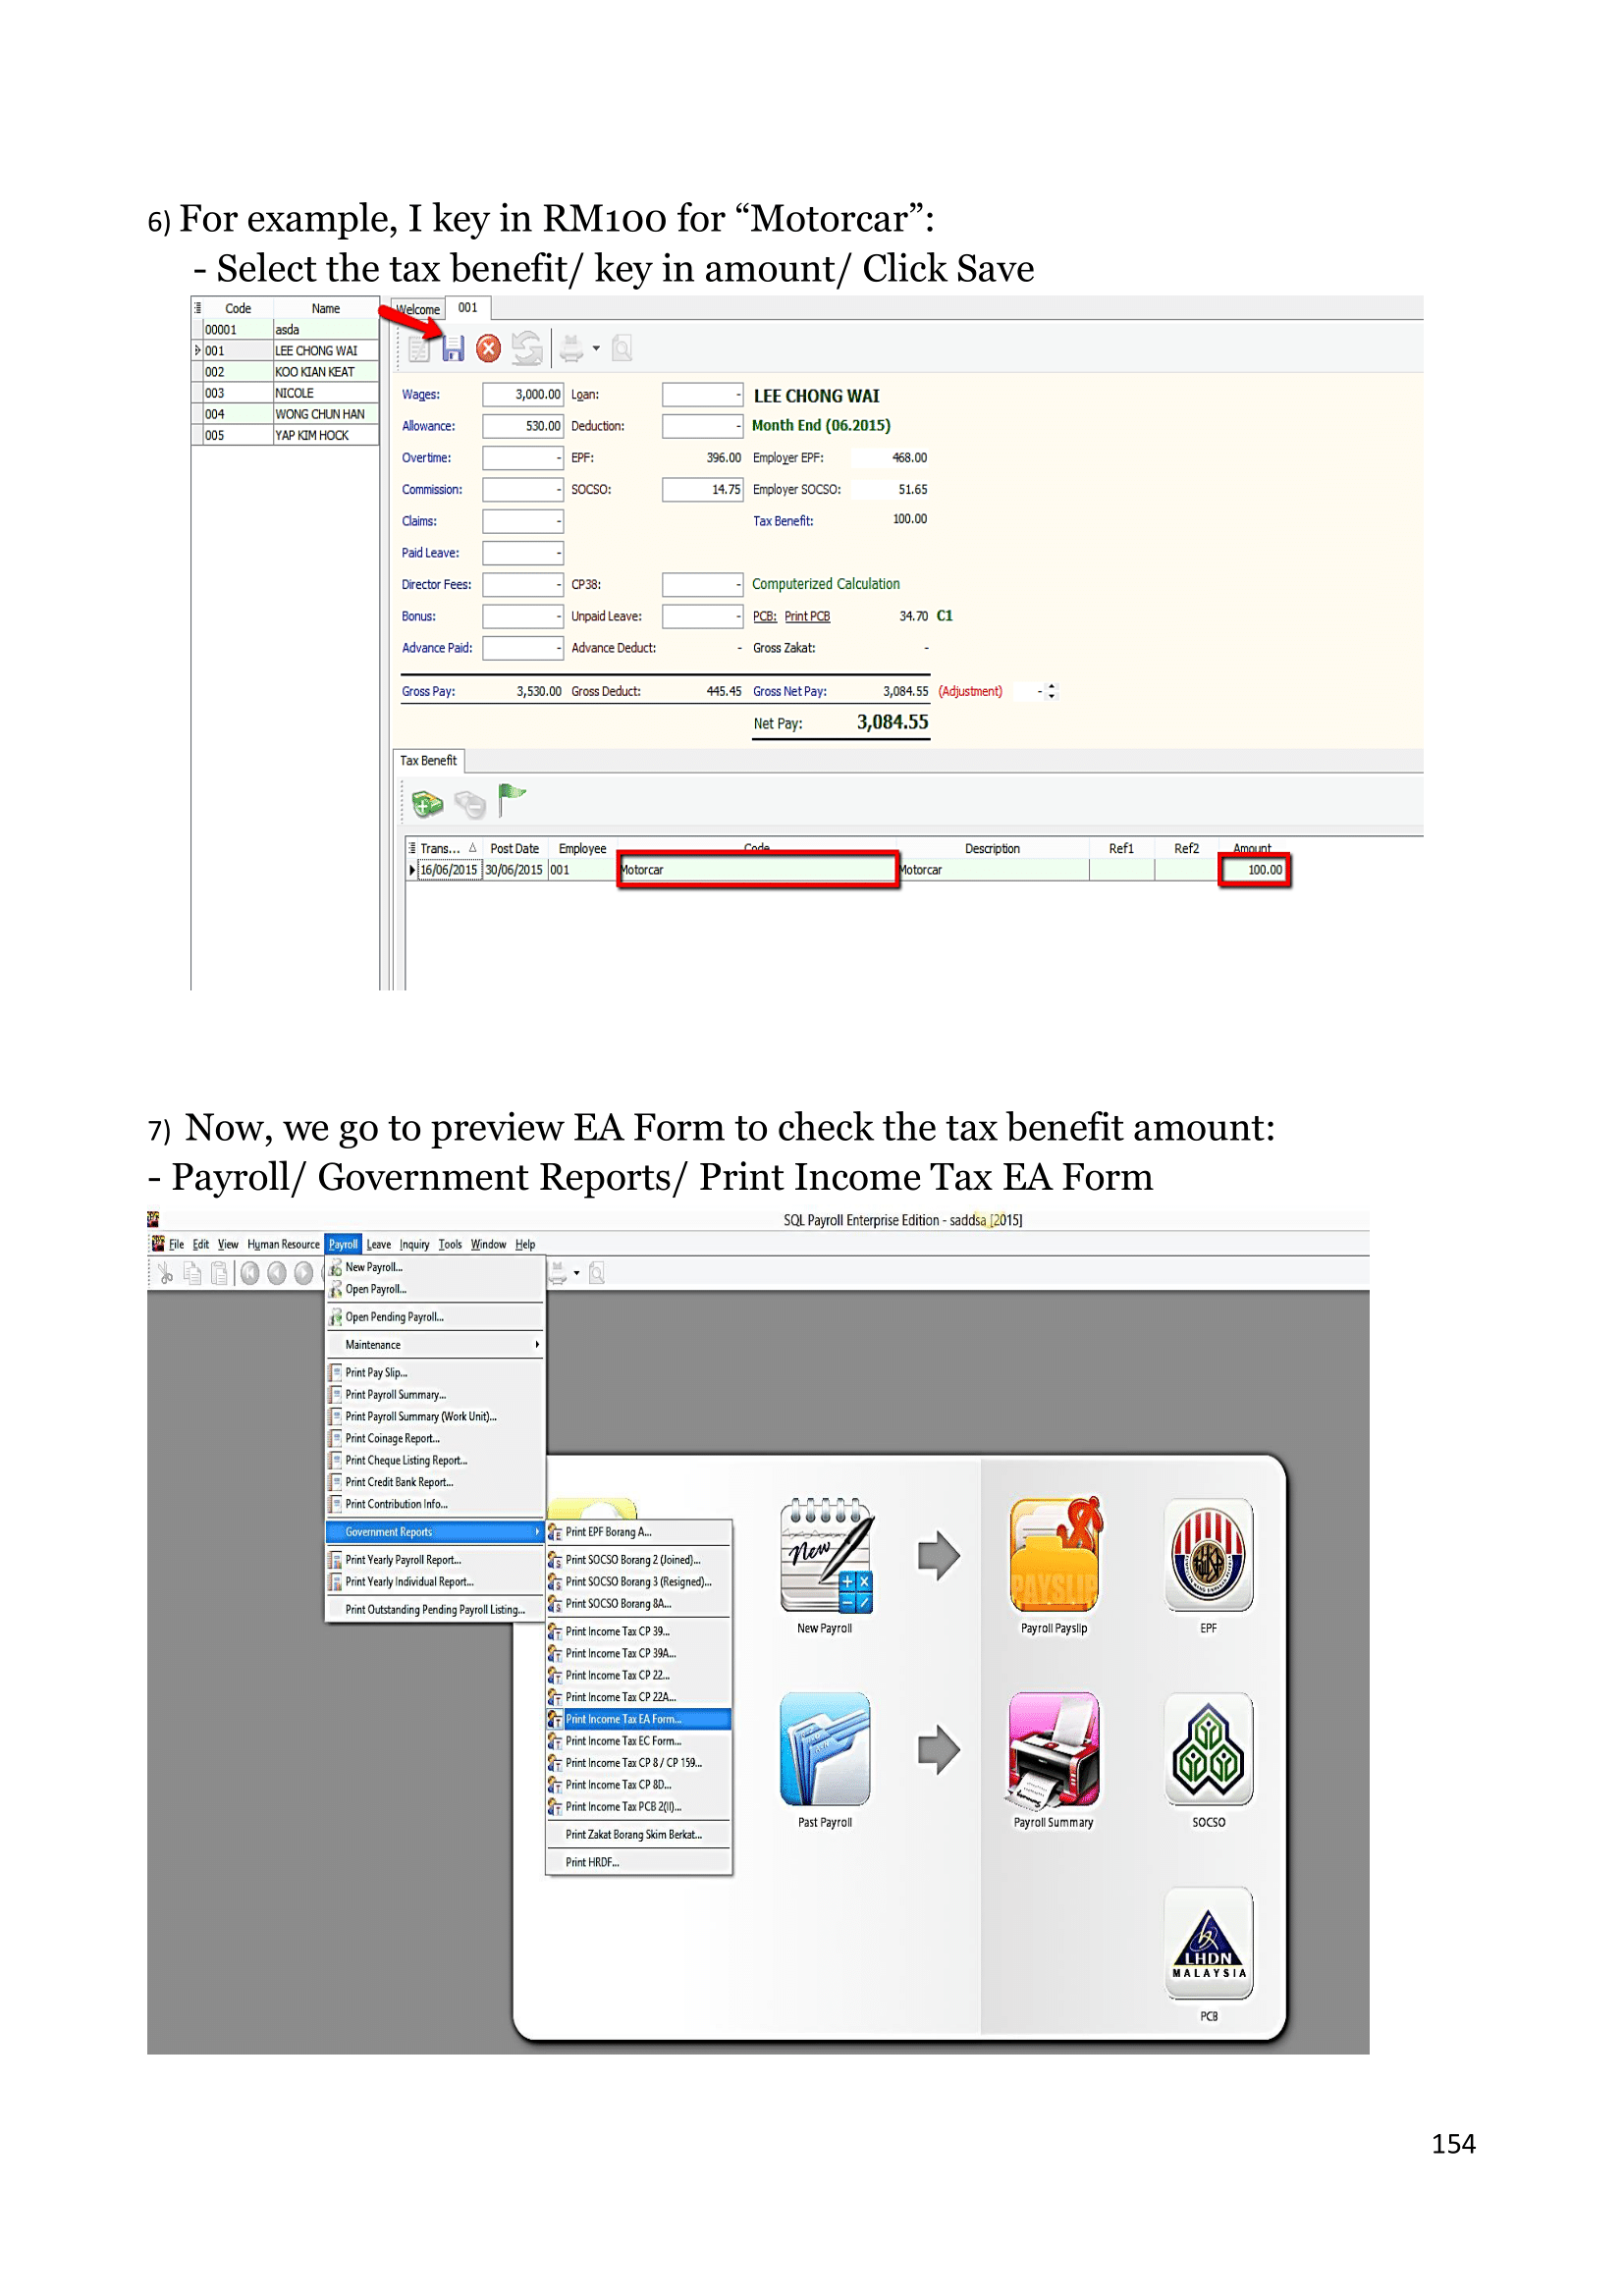 6) For example, I key in RM100 for “Motorcar”:
- Select the tax benefit/ key in amount/ Click Save
Code Name
00001 asda
001 LEE CHONG WAI
002 KOO KIAN KEAT
003 NICOLE
004 WONG CHUN HAN
005 YAP KIM HOCK
Welcome 001
Wages: 3,000.00 Loan: - LEE CHONG WAI
Allowance: 530.00 Deduction: - Month End (06.2015)
Overtime: - EPF: 396.00 Employer EPF: 468.00
Commission: - SOCSO: 14.75 Employer SOCSO: 51.65
Claims: - Tax Benefit: 100.00
Paid Leave: -
Director Fees: - CP38: - Computerized Calculation
Bonus: - Unpaid Leave: - PCB: Print PCB 34.70 C1
Advance Paid: - Advance Deduct: - Gross Zakat: -
Gross Pay: 3,530.00 Gross Deduct: 445.45 Gross Net Pay: 3,084.55 (Adjustment) -
Net Pay: 3,084.55
Tax Benefit
Trans... Post Date Employee Code Description Ref1 Ref2 Amount
16/06/2015 30/06/2015 001 Motorcar Motorcar 100.00
7) Now, we go to preview EA Form to check the tax benefit amount:
- Payroll/ Government Reports/ Print Income Tax EA Form
SQL Payroll Enterprise Edition - saddsa [2015]
File Edit View Human Resource Payroll Leave Inquiry Tools Window Help
New Payroll...
Open Payroll...
Open Pending Payroll...
Maintenance
Print Pay Slip...
Print Payroll Summary...
Print Payroll Summary (Work Unit)...
Print Coinage Report...
Print Cheque Listing Report...
Print Credit Bank Report...
Print Contribution Info...
Government Reports
Print Yearly Payroll Report...
Print Yearly Individual Report...
Print Outstanding Pending Payroll Listing...
Print EPF Borang A...
Print SOCSO Borang 2 (Joined)...
Print SOCSO Borang 3 (Resigned)...
Print SOCSO Borang 8A...
Print Income Tax CP 39...
Print Income Tax CP 39A...
Print Income Tax CP 22...
Print Income Tax CP 22A...
Print Income Tax EA Form...
Print Income Tax EC Form...
Print Income Tax CP 8 / CP 159...
Print Income Tax CP 8D...
Print Income Tax PCB 2(II)...
Print Zakat Borang Skim Berkat...
Print HRDF...
New
PAYSLIP
New Payroll Payroll Payslip EPF
Past Payroll Payroll Summary SOCSO
LHDN
MALAYSIA
PCB
154